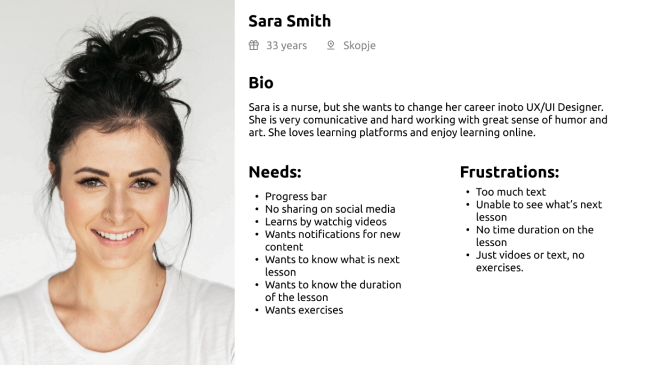 Sara Smith
33 years Skopje
Bio
Sara is a nurse, but she wants to change her career inoto UX/UI Designer.
She is very comunicative and hard working with great sense of humor and
art. She loves learning platforms and enjoy learning online.
Needs:
• Progress bar
• No sharing on social media
• Learns by watchig videos
• Wants notifications for new
content
• Wants to know what is next
lesson
• Wants to know the duration
of the lesson
• Wants exercises
Frustrations:
• Too much text
• Unable to see what’s next
lesson
• No time duration on the
lesson
• Just vidoes or text, no
exercises.